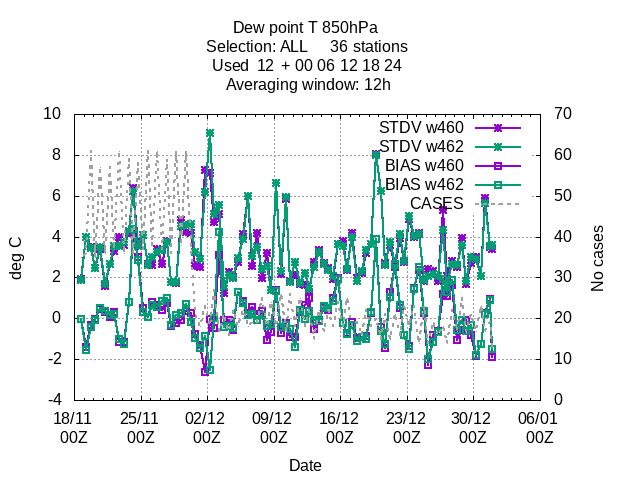 Dew point T 850hPa
Selection: ALL 36 stations
Used 12 + 00 06 12 18 24
Averaging window: 12h
10
8
6
4
2
0
-2
-4
deg C
70
60
50
40
30
20
10
0
No cases
STDV w460
STDV w462
BIAS w460
BIAS w462
CASES
18/11 25/11 02/12 09/12 16/12 23/12 30/12 06/01
00Z 00Z 00Z 00Z 00Z 00Z 00Z 00Z
Date